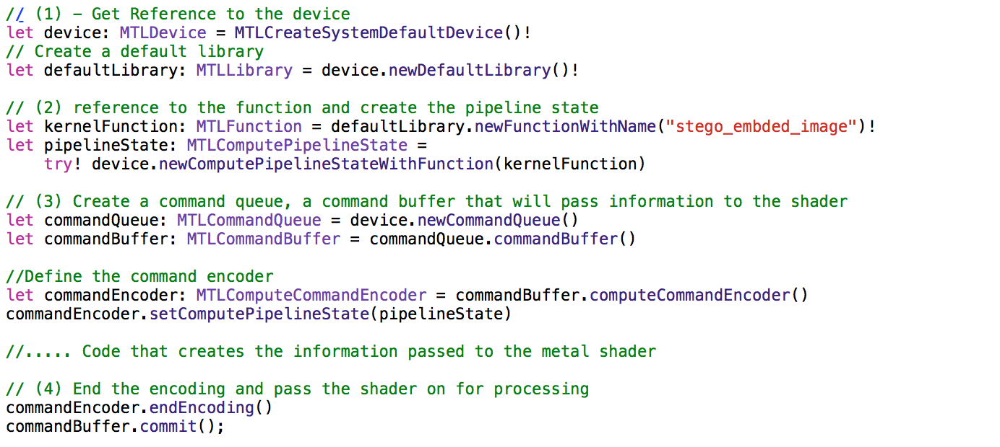 // (1) – Get Reference to the device
let device: MTLDevice = MTLCreateSystemDefaultDevice()!
// Create a default library
let defaultLibrary: MTLLibrary = device.newDefaultLibrary()!

// (2) reference to the function and create the pipeline state
let kernelFunction: MTLFunction = defaultLibrary.newFunctionWithName("stego_embded_image")!
let pipelineState: MTLComputePipelineState =
    try! device.newComputePipelineStateWithFunction(kernelFunction)

// (3) Create a command queue, a command buffer that will pass information to the shader
let commandQueue: MTLCommandQueue = device.newCommandQueue()
let commandBuffer: MTLCommandBuffer = commandQueue.commandBuffer()

//Define the command encoder
let commandEncoder: MTLComputeCommandEncoder = commandBuffer.computeCommandEncoder()
commandEncoder.setComputePipelineState(pipelineState)

//..... Code that creates the information passed to the metal shader

// (4) End the encoding and pass the shader on for processing
commandEncoder.endEncoding()
commandBuffer.commit();